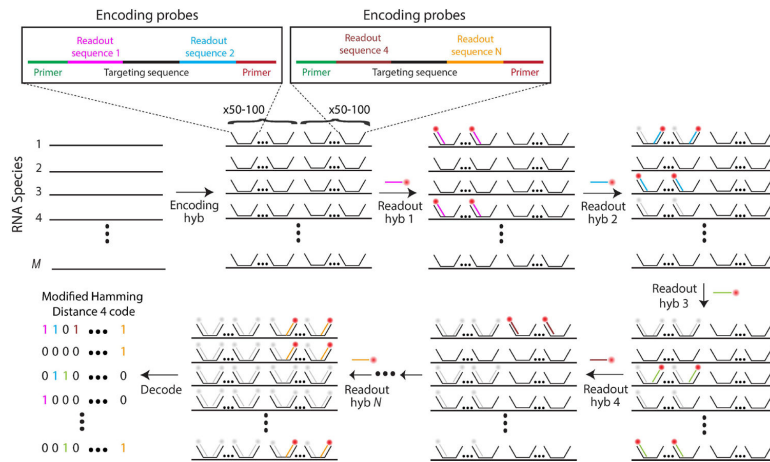 Encoding probes
Encoding probes
Readout
sequence 1
Readout
sequence 2
Primer
Targeting sequence
Primer
Readout
sequence 4
Readout
sequence N
Primer
Targeting sequence
Primer
x50-100
x50-100
RNA Species
1
2
3
4
M
Encoding
hyb
Readout
hyb 1
Readout
hyb 2
Readout
hyb 3
Readout
hyb 4
Readout
hyb N
Decode
Modified Hamming
Distance 4 code
1 1 0 1 ••• 1
0 0 0 0 ••• 1
0 1 1 0 ••• 0
1 0 0 0 ••• 0
0 0 1 0 ••• 1